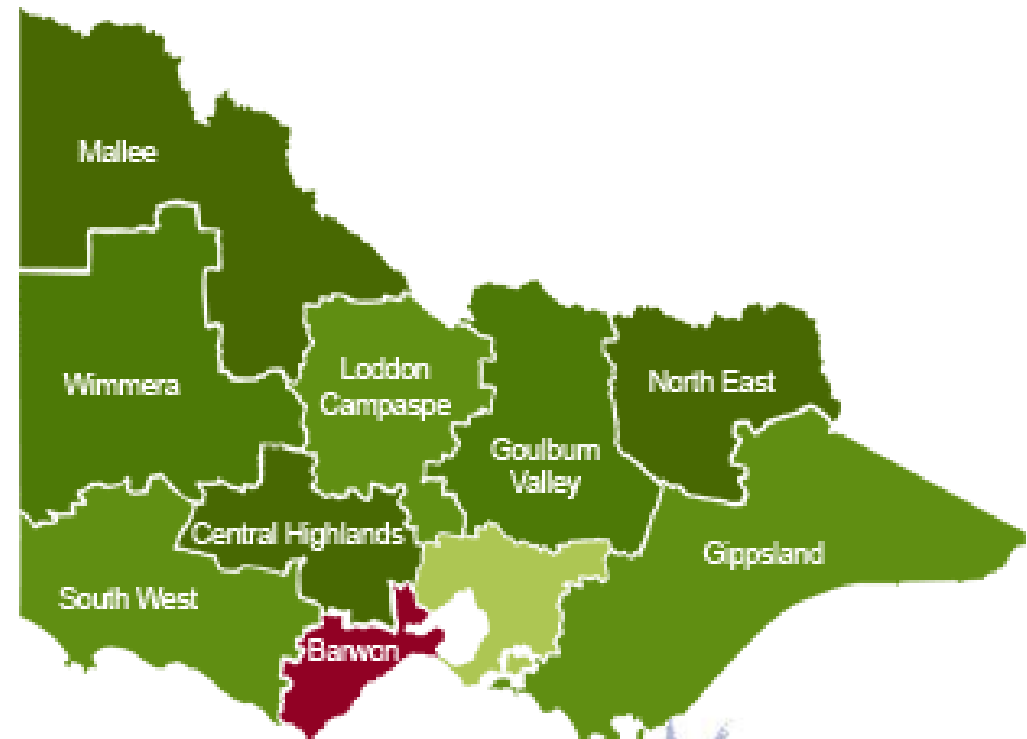 Mallee
Wimmera
Loddon
Campaspe
North East
Goulburn
Valley
Central Highlands
Gippsland
South West
Barwon